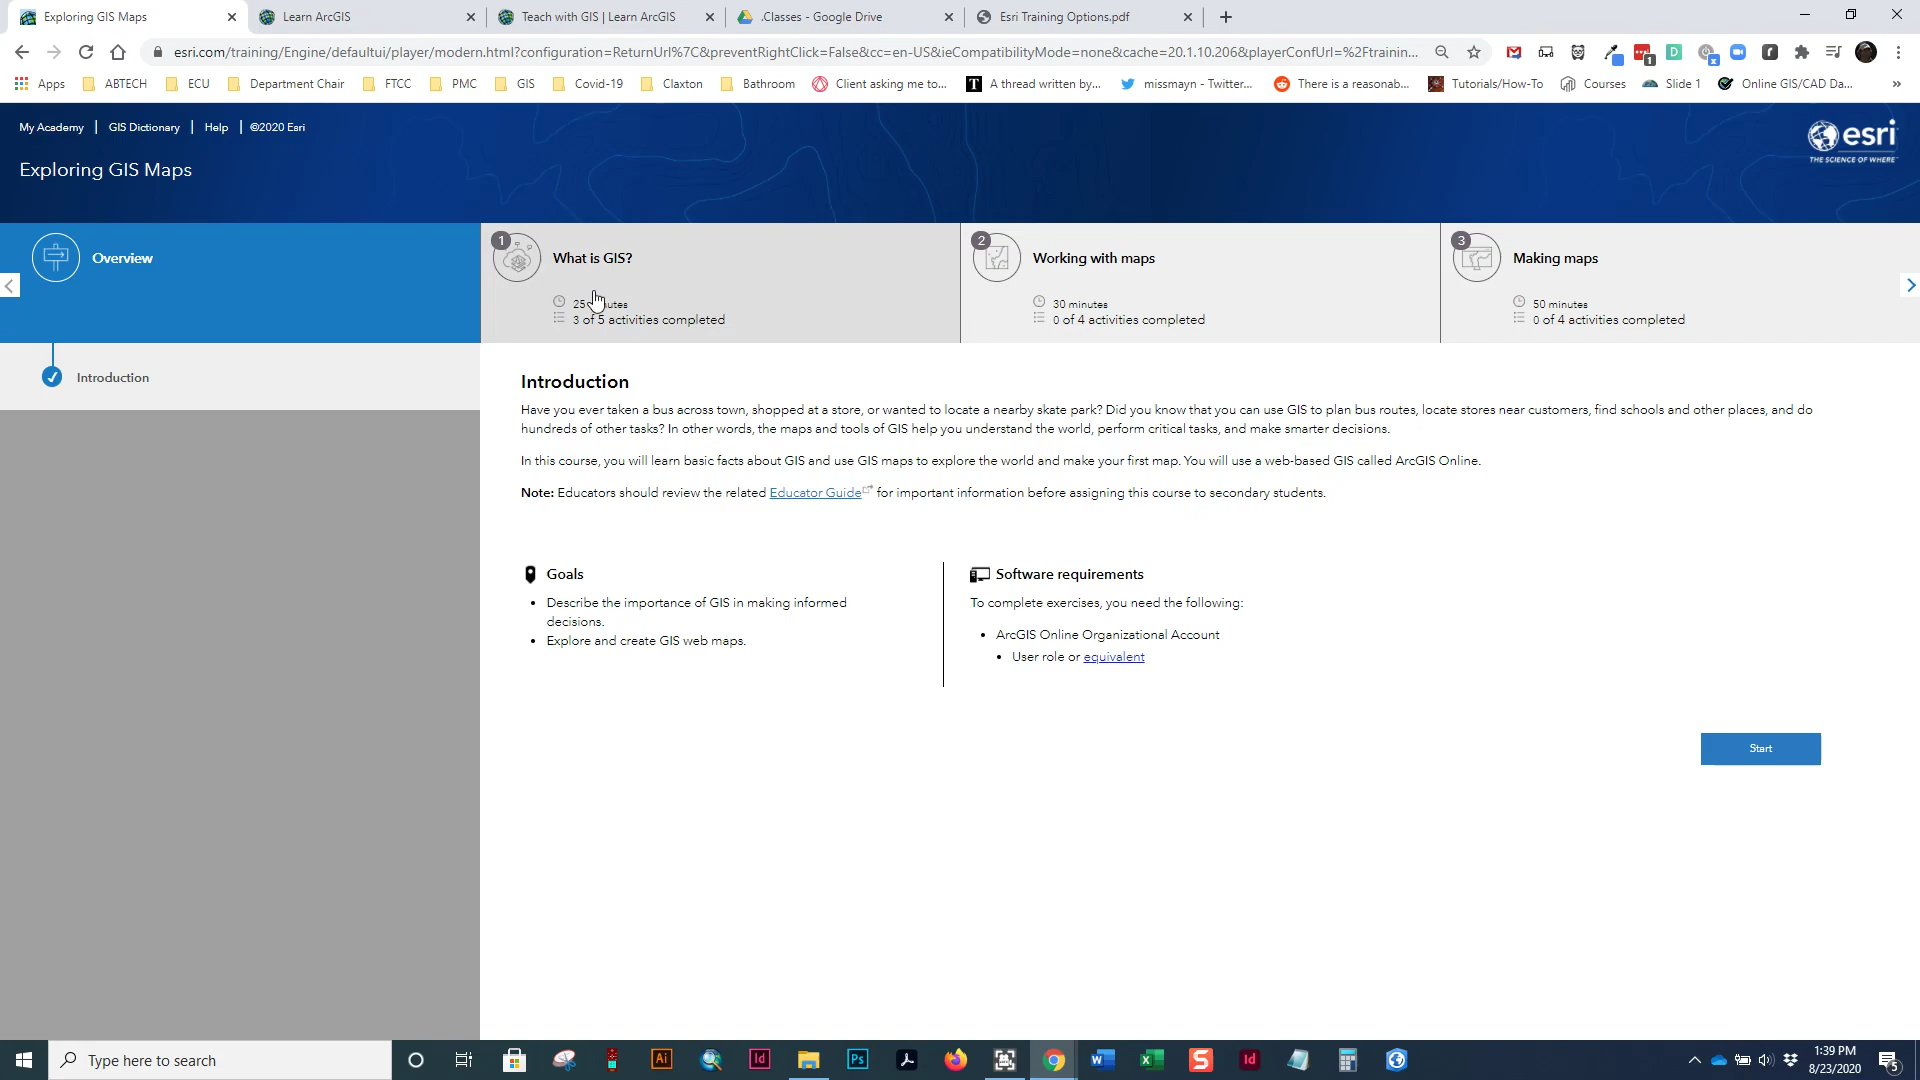 Exploring GIS Maps
Learn ArcGIS
Teach with GIS | Learn ArcGIS
.Classes - Google Drive
Esri Training Options.pdf
esri.com/training/Engine/defaultui/player/modern.html?configuration=ReturnUrl%7C&preventRightClick=False&cc=en-US&ieCompatibilityMode=none&cache=20.1.10.206&playerConfUrl=%2Ftrainin...
Apps
ABTECH
ECU
Department Chair
FTCC
PMC
GIS
Covid-19
Claxton
Bathroom
Client asking me to...
A thread written by...
missmayn - Twitter...
There is a reasonab...
Tutorials/How-To
Courses
Slide 1
Online GIS/CAD Da...
My Academy | GIS Dictionary | Help | ©2020 Esri
esri
THE SCIENCE OF WHERE
Exploring GIS Maps
Overview
1
What is GIS?
3 of 5 activities completed
2
Working with maps
30 minutes
0 of 4 activities completed
3
Making maps
50 minutes
0 of 4 activities completed
Introduction
Introduction
Have you ever taken a bus across town, shopped at a store, or wanted to locate a nearby skate park? Did you know that you can use GIS to plan bus routes, locate stores near customers, find schools and other places, and do
hundreds of other tasks? In other words, the maps and tools of GIS help you understand the world, perform critical tasks, and make smarter decisions.
In this course, you will learn basic facts about GIS and use GIS maps to explore the world and make your first map. You will use a web-based GIS called ArcGIS Online.
Note: Educators should review the related Educator Guide for important information before assigning this course to secondary students.
Goals
• Describe the importance of GIS in making informed
decisions.
• Explore and create GIS web maps.
Software requirements
To complete exercises, you need the following:
• ArcGIS Online Organizational Account
• User role or equivalent
Start
Type here to search
1:39 PM
8/23/2020
5